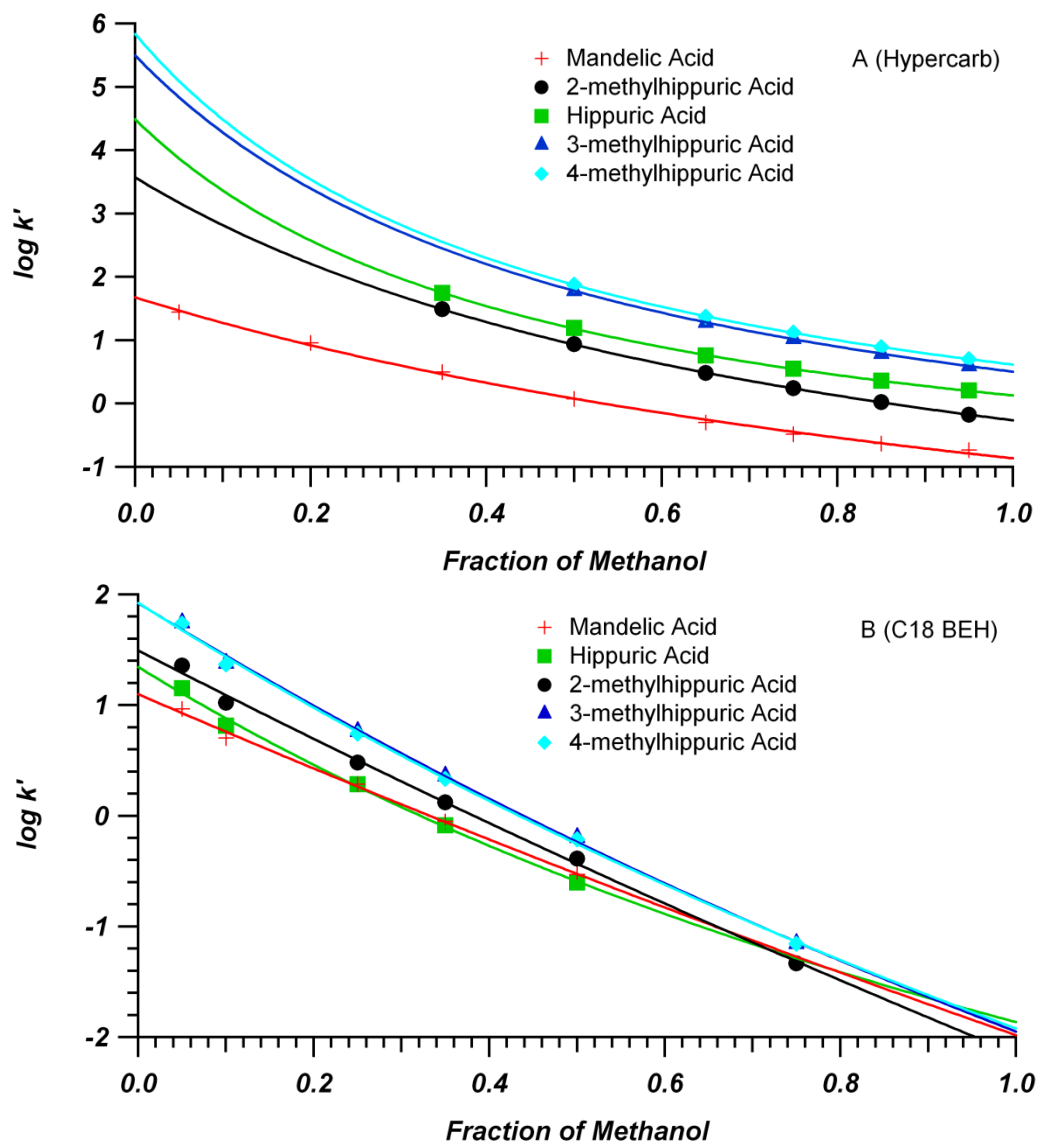 6
5
4
3
2
1
0
-1
log k'
Mandelic Acid
2-methylhippuric Acid
Hippuric Acid
3-methylhippuric Acid
4-methylhippuric Acid
A (Hypercarb)
0.0 0.2 0.4 0.6 0.8 1.0
Fraction of Methanol
2
1
0
-1
-2
log k'
Mandelic Acid
Hippuric Acid
2-methylhippuric Acid
3-methylhippuric Acid
4-methylhippuric Acid
B (C18 BEH)
0.0 0.2 0.4 0.6 0.8 1.0
Fraction of Methanol